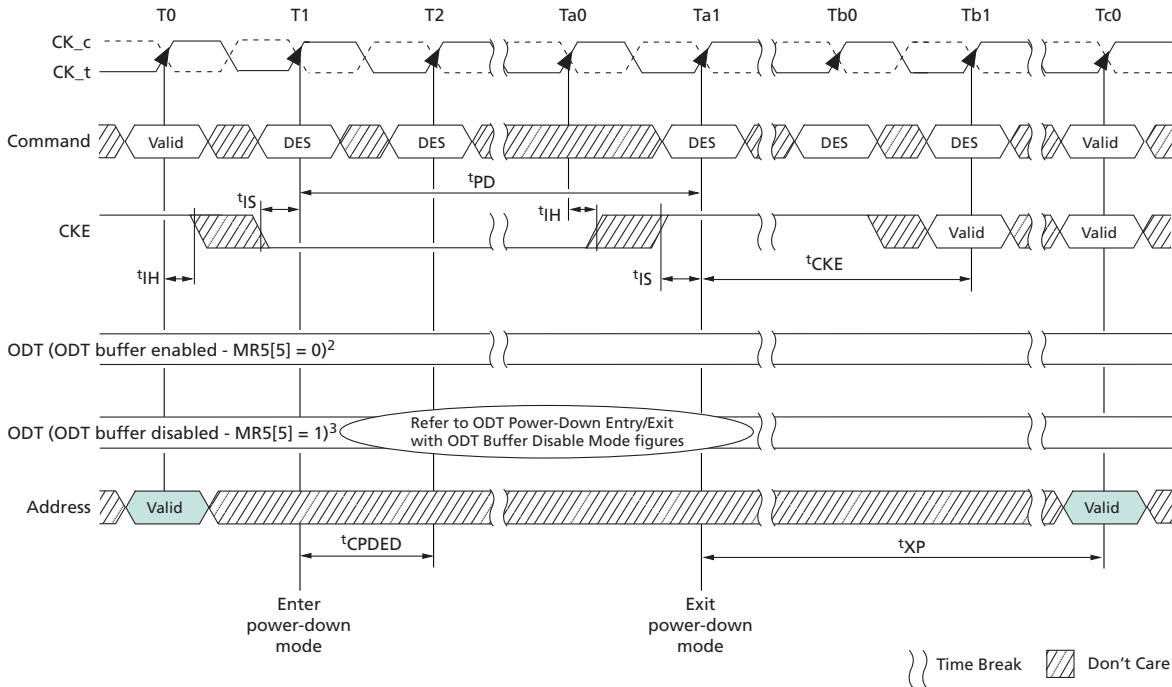 T0 T1 T2 Ta0 Ta1 Tb0 Tb1 Tc0
CK_c
CK_t
Command Valid DES DES DES DES DES Valid
tPD
tIS
tIH
CKE Valid Valid
tIH
tIS
tCKE
ODT (ODT buffer enabled - MR5[5] = 0)2
ODT (ODT buffer disabled - MR5[5] = 1)3
Refer to ODT Power-Down Entry/Exit
with ODT Buffer Disable Mode figures
Address Valid Valid
tCPDED
tXP
Enter
power-down
mode
Exit
power-down
mode
Time Break Don't Care